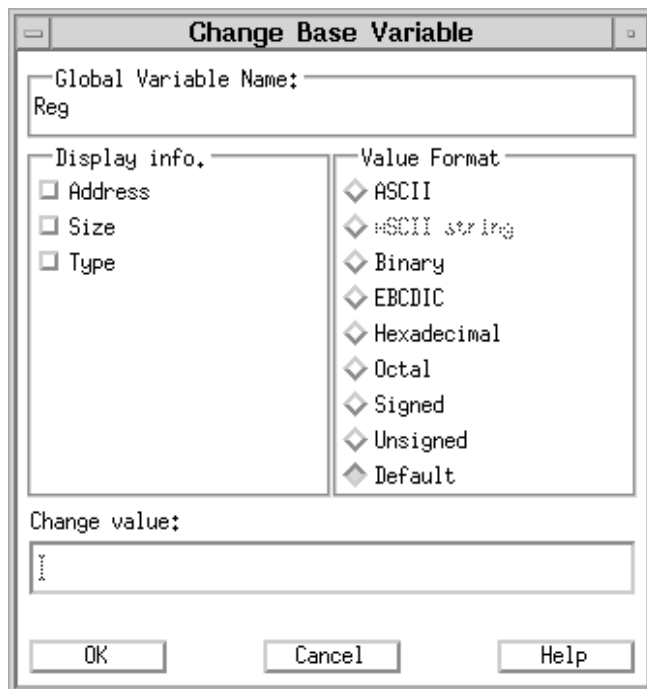 Change Base Variable
Global Variable Name:
Reg
Display info.
Address
Size
Type
Value Format
ASCII
ASCII string
Binary
EBCDIC
Hexadecimal
Octal
Signed
Unsigned
Default
Change value:
OK Cancel Help